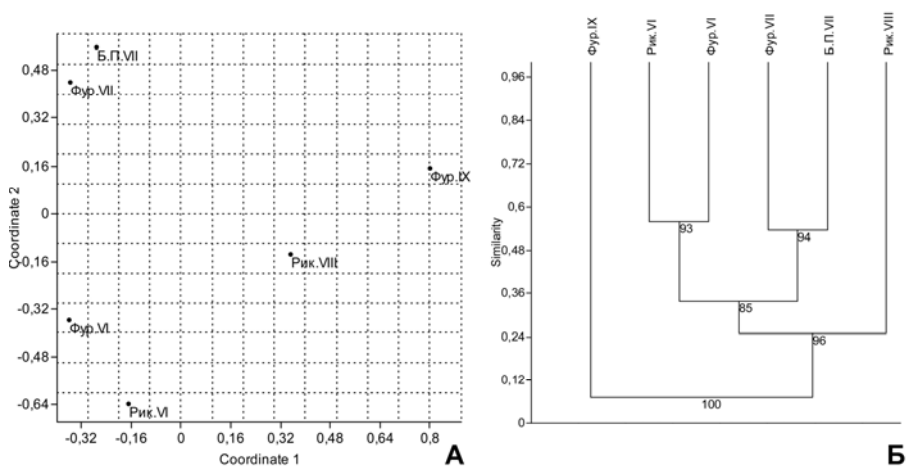 Б.П.VII
Фур.VII
Фур.IX
Рик.VIII
Фур.VI
Рик.VI
0,48
0,32
0,16
0
-0,16
-0,32
-0,48
-0,64
Coordinate 2
-0,32
-0,16
0
0,16
0,32
0,48
0,64
0,8
Coordinate 1
А
Фур.IX
Рик.VI
Фур.VI
Фур.VII
Б.П.VII
Рик.VIII
0,96
0,84
0,72
0,6
0,48
0,36
0,24
0,12
0
Similarity
93
94
85
96
100
Б